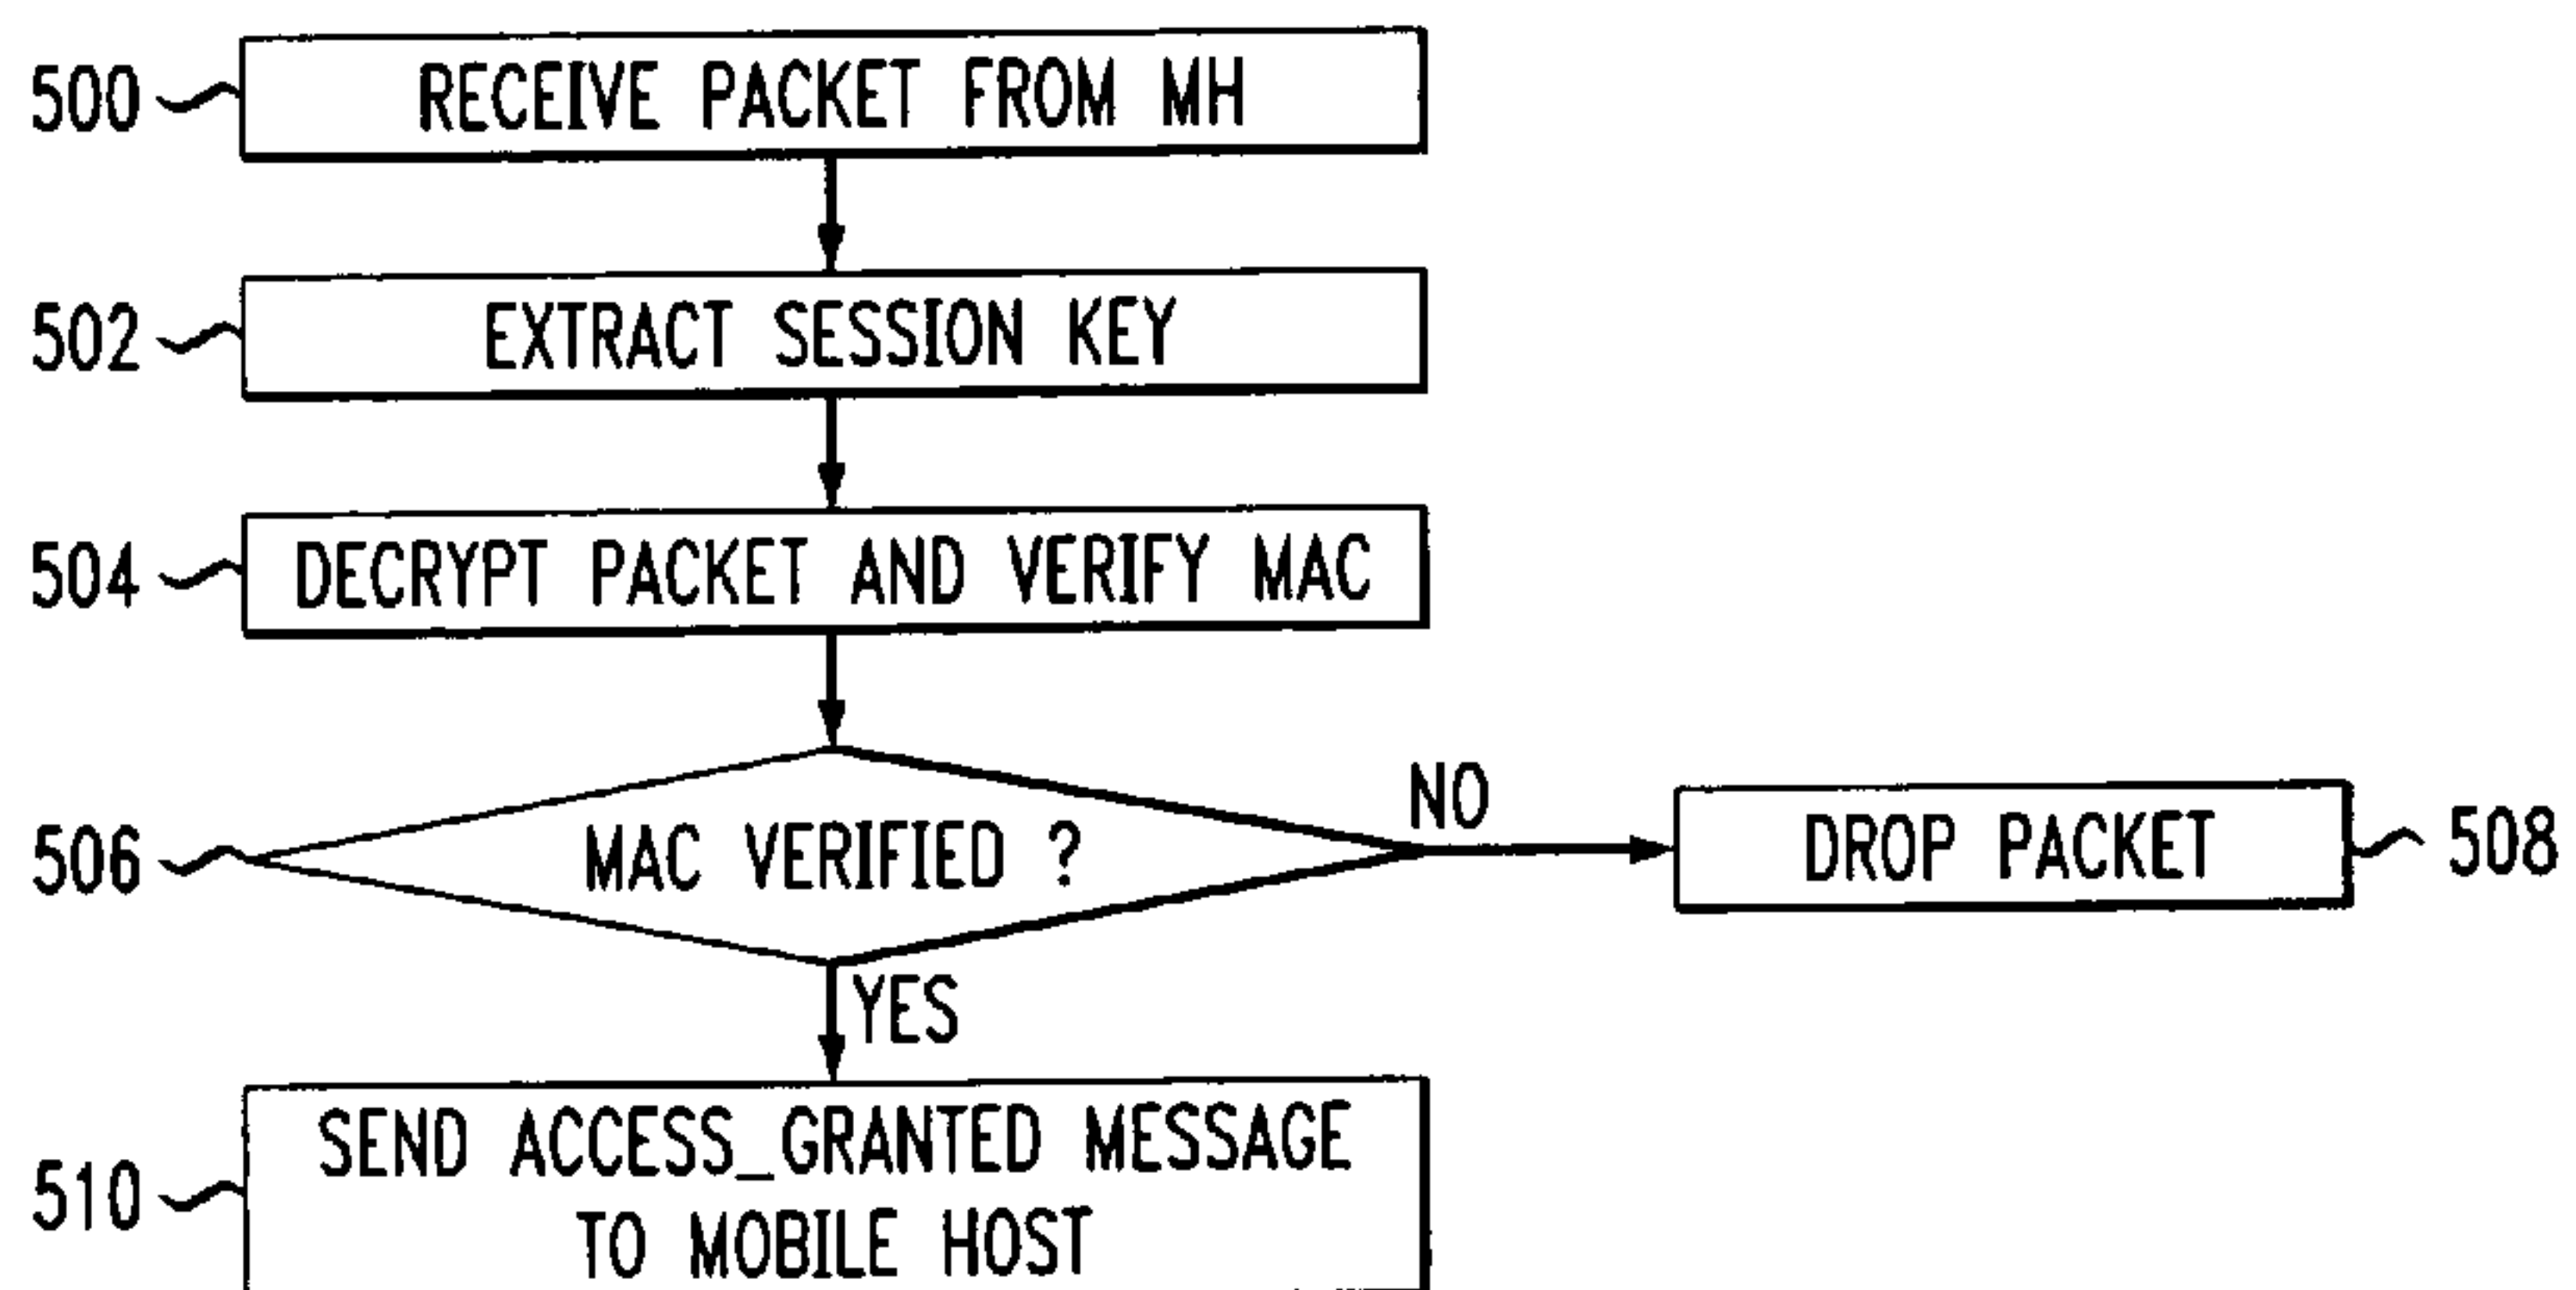 500 RECEIVE PACKET FROM MH
502 EXTRACT SESSION KEY
504 DECRYPT PACKET AND VERIFY MAC
506 MAC VERIFIED ? NO DROP PACKET 508
YES
510 SEND ACCESS_GRANTED MESSAGE
TO MOBILE HOST